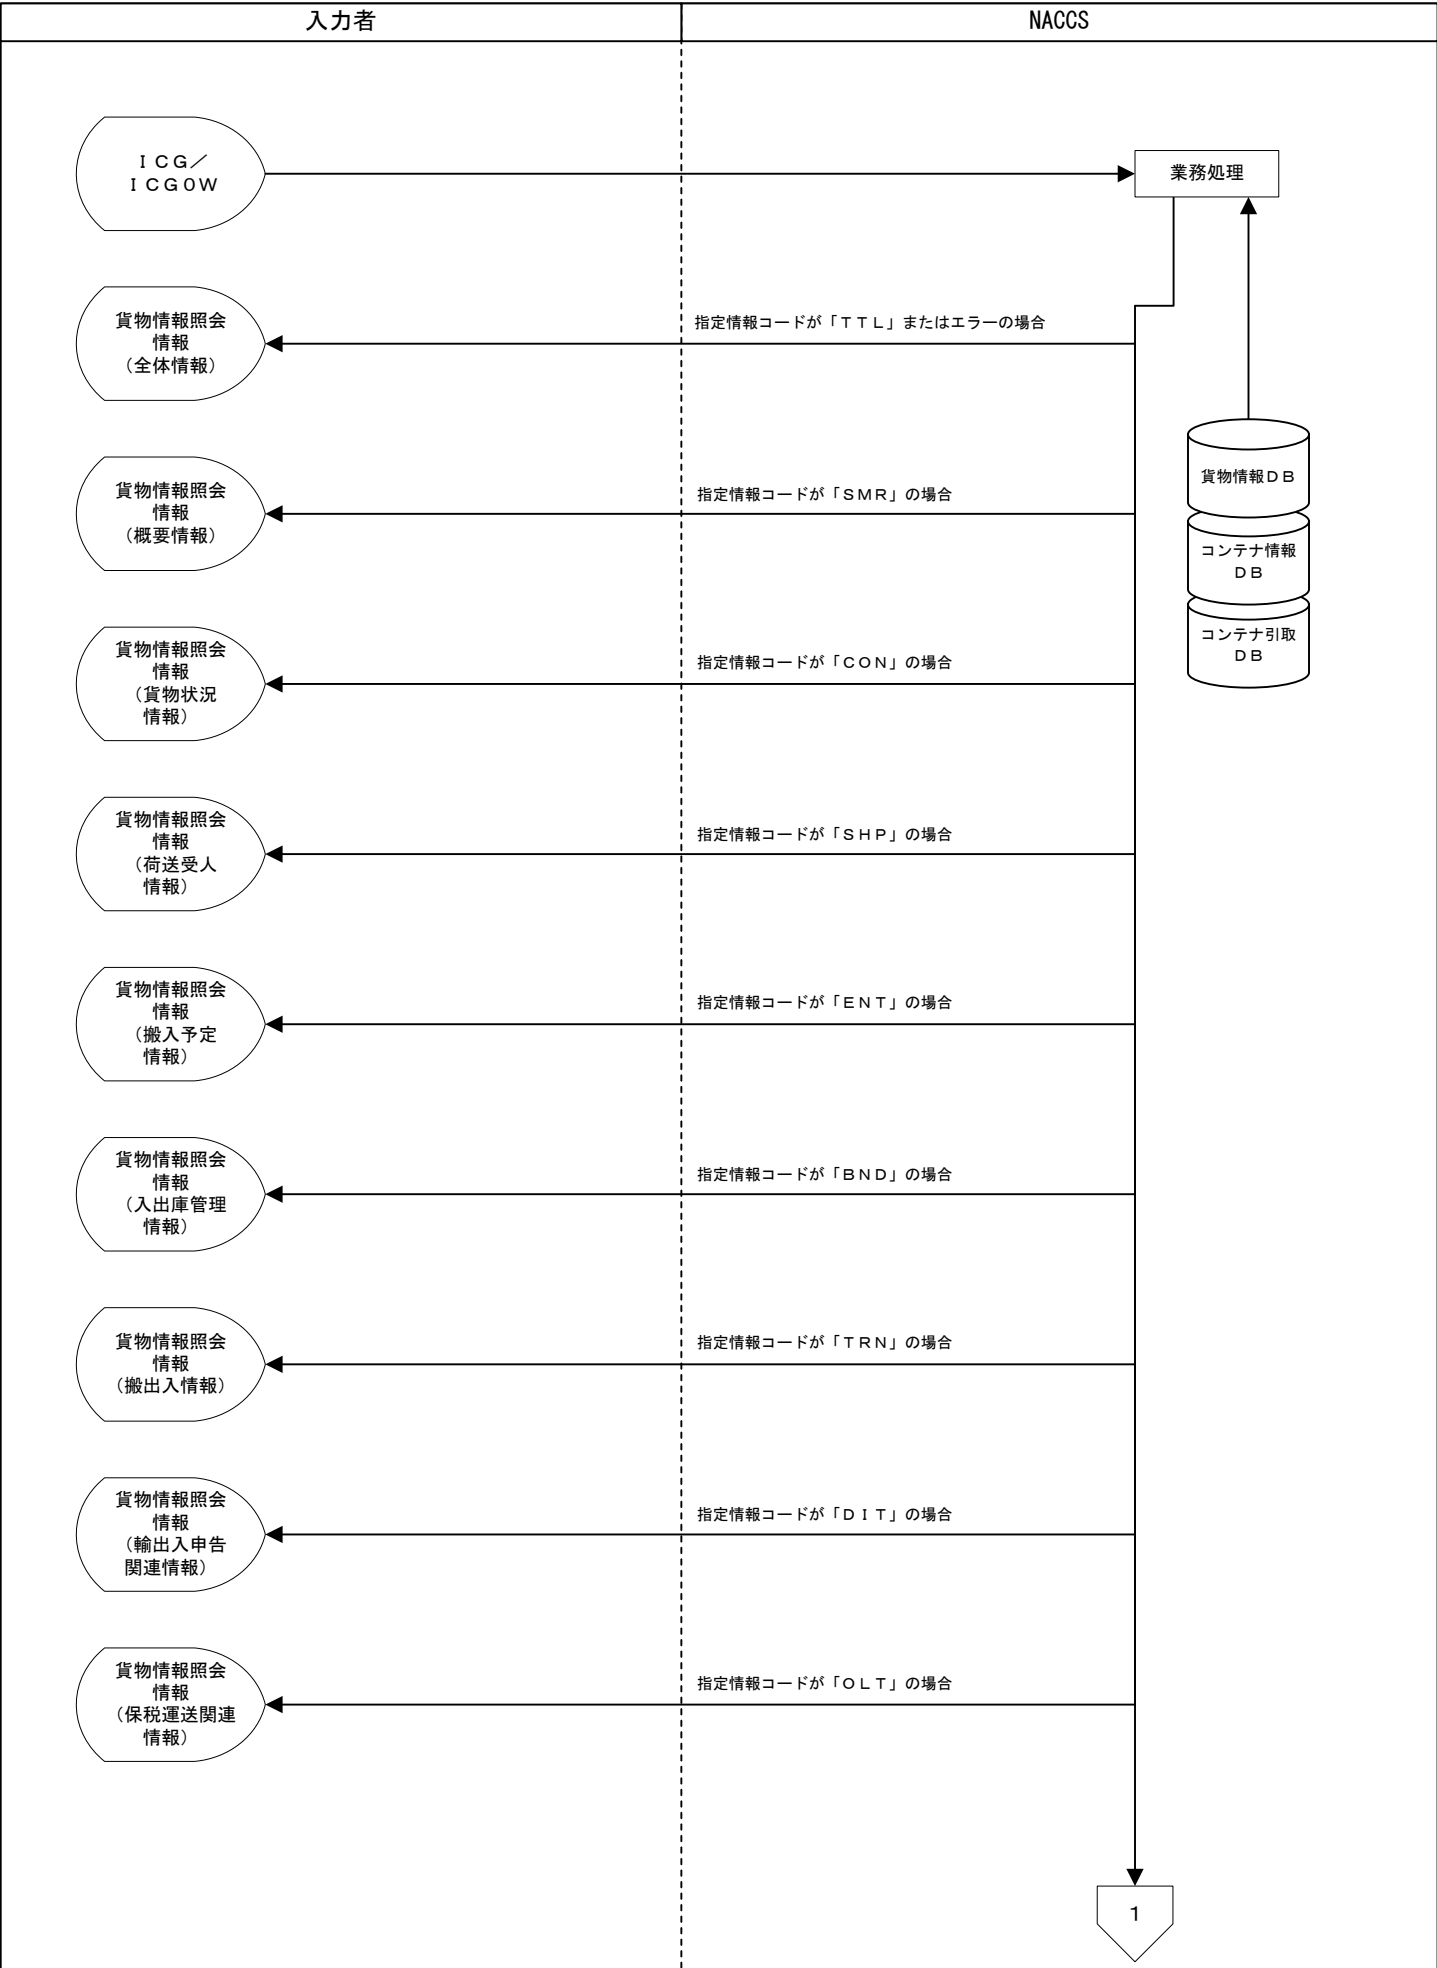 入力者
NACCS
ＩＣＧ／
ＩＣＧ０Ｗ
業務処理
貨物情報照会
情報
（全体情報）
指定情報コードが「ＴＴＬ」またはエラーの場合
貨物情報照会
情報
（概要情報）
指定情報コードが「ＳＭＲ」の場合
貨物情報ＤＢ
コンテナ情報
ＤＢ
コンテナ引取
ＤＢ
貨物情報照会
情報
（貨物状況
情報）
指定情報コードが「ＣＯＮ」の場合
貨物情報照会
情報
（荷送受人
情報）
指定情報コードが「ＳＨＰ」の場合
貨物情報照会
情報
（搬入予定
情報）
指定情報コードが「ＥＮＴ」の場合
貨物情報照会
情報
（入出庫管理
情報）
指定情報コードが「ＢＮＤ」の場合
貨物情報照会
情報
（搬出入情報）
指定情報コードが「ＴＲＮ」の場合
貨物情報照会
情報
（輸出入申告
関連情報）
指定情報コードが「ＤＩＴ」の場合
貨物情報照会
情報
（保税運送関連
情報）
指定情報コードが「ＯＬＴ」の場合
１